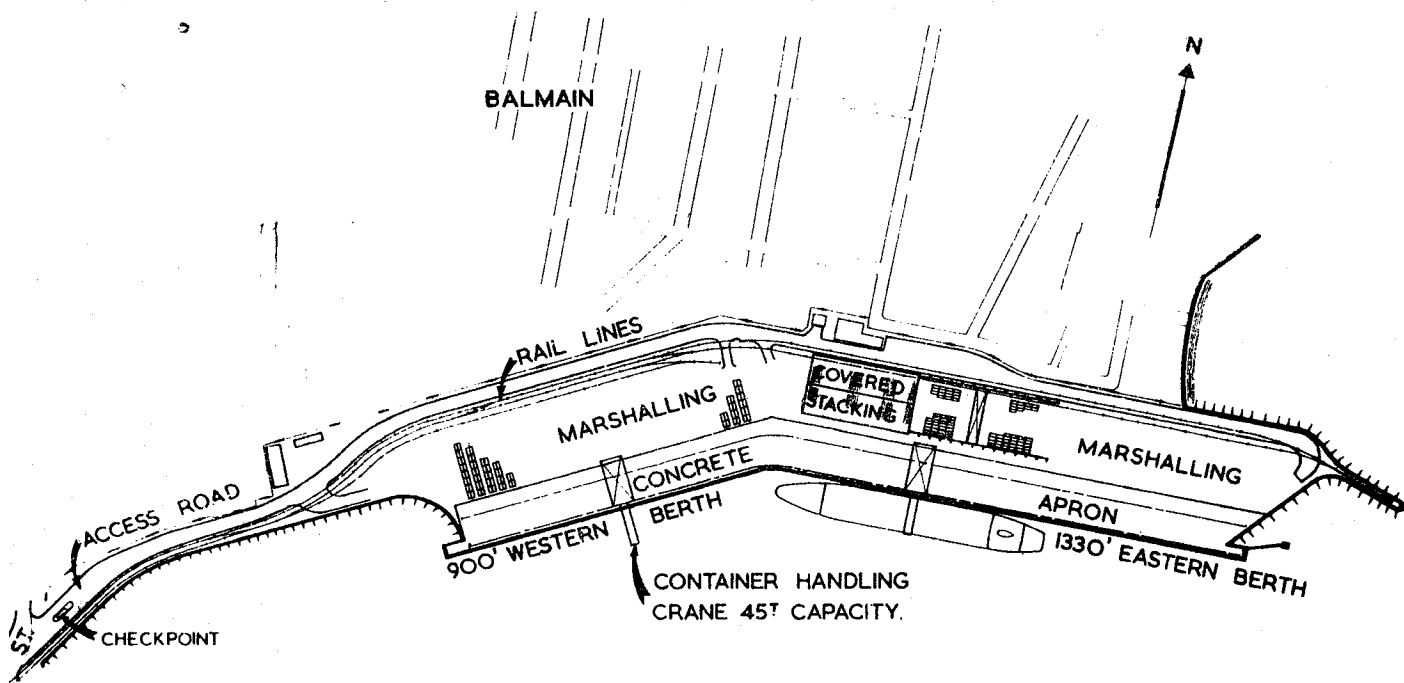 N
BALMAIN
RAIL LINES
COVERED
STACKING
MARSHALLING
MARSHALLING
CONCRETE
APRON
ACCESS ROAD
900' WESTERN BERTH
1330' EASTERN BERTH
CONTAINER HANDLING
CRANE 45T CAPACITY.
ST.
CHECKPOINT